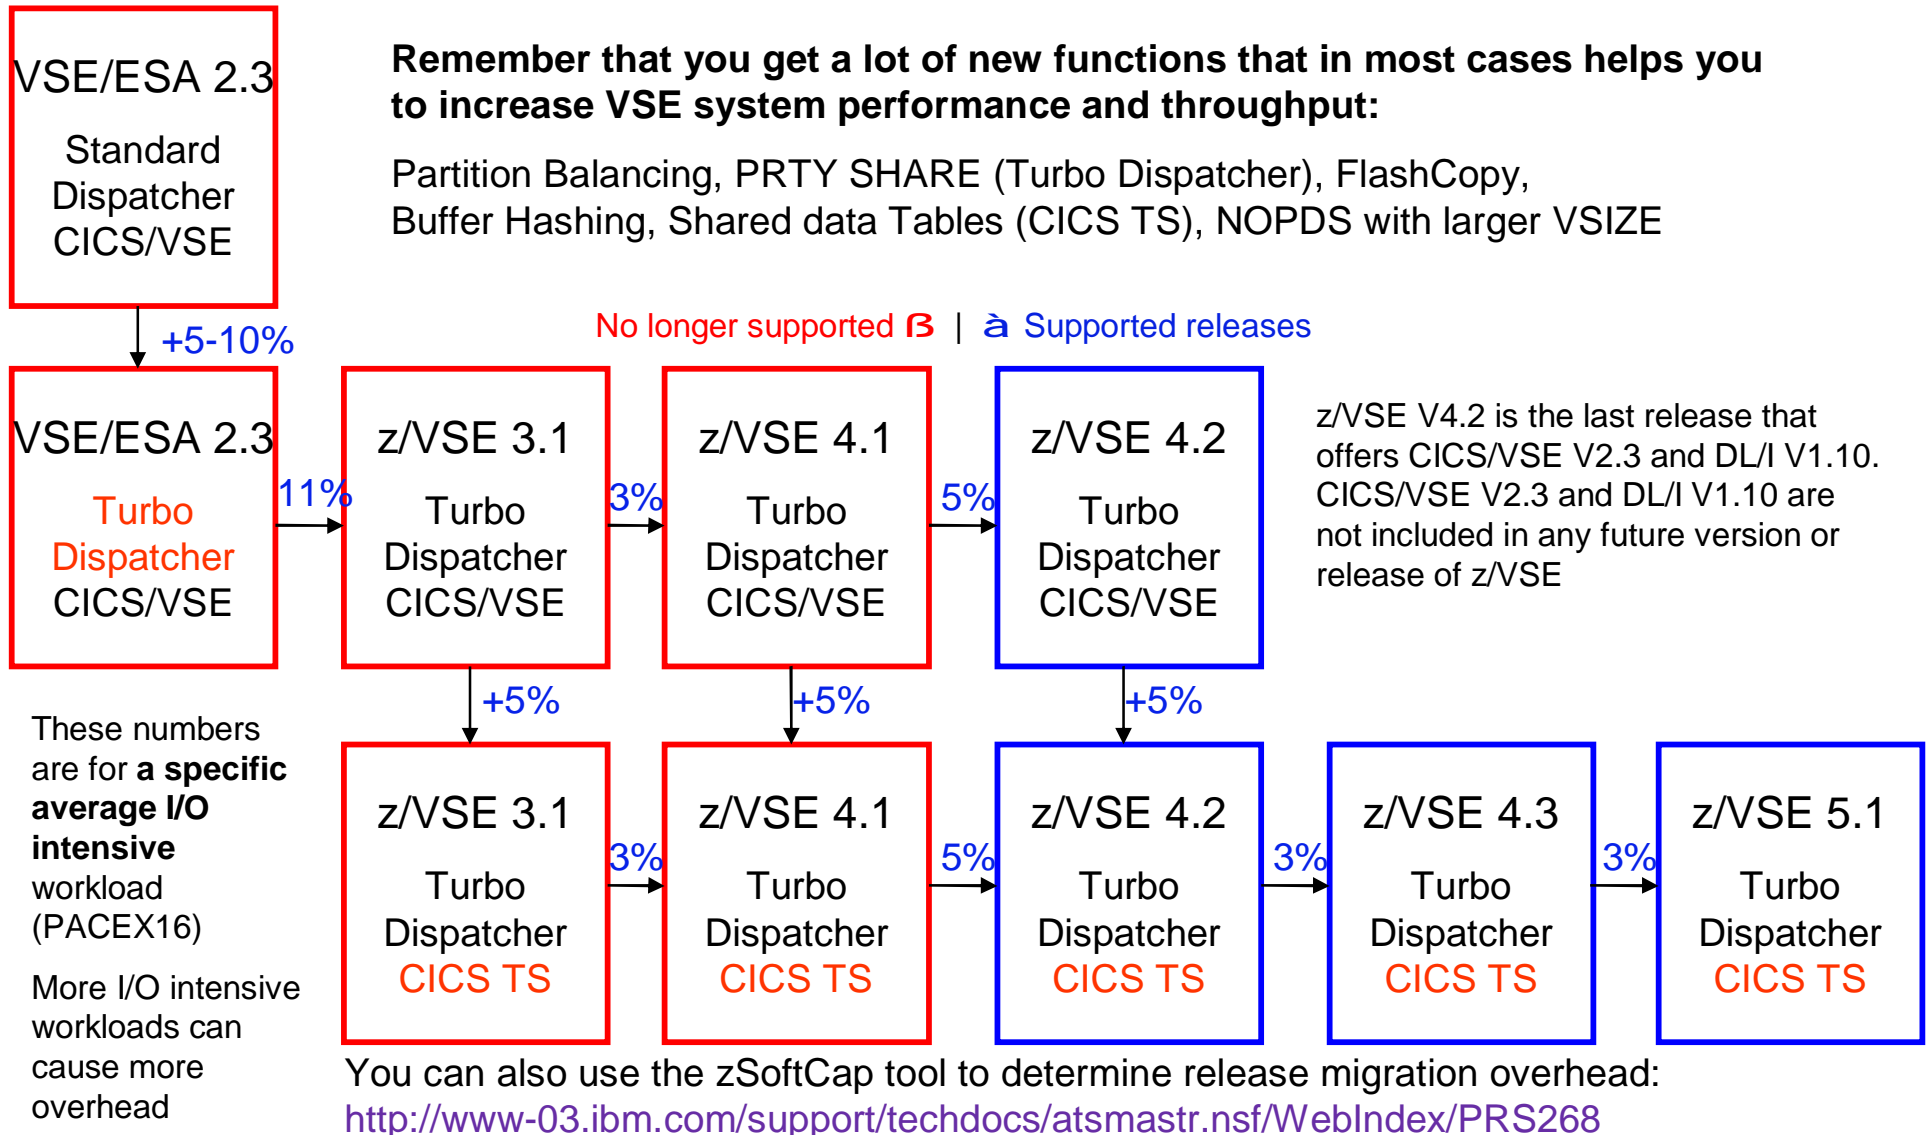 VSE/ESA 2.3
Standard
Dispatcher
CICS/VSE
Remember that you get a lot of new functions that in most cases helps you
to increase VSE system performance and throughput:
Partition Balancing, PRTY SHARE (Turbo Dispatcher), FlashCopy,
Buffer Hashing, Shared data Tables (CICS TS), NOPDS with larger VSIZE
+5-10%
No longer supported ß | à Supported releases
VSE/ESA 2.3
Turbo
Dispatcher
CICS/VSE
11%
z/VSE 3.1
Turbo
Dispatcher
CICS/VSE
3%
z/VSE 4.1
Turbo
Dispatcher
CICS/VSE
5%
z/VSE 4.2
Turbo
Dispatcher
CICS/VSE
z/VSE V4.2 is the last release that
offers CICS/VSE V2.3 and DL/I V1.10.
CICS/VSE V2.3 and DL/I V1.10 are
not included in any future version or
release of z/VSE
+5%
+5%
+5%
These numbers
are for a specific
average I/O
intensive
workload
(PACEX16)
More I/O intensive
workloads can
cause more
overhead
z/VSE 3.1
Turbo
Dispatcher
CICS TS
3%
z/VSE 4.1
Turbo
Dispatcher
CICS TS
5%
z/VSE 4.2
Turbo
Dispatcher
CICS TS
3%
z/VSE 4.3
Turbo
Dispatcher
CICS TS
3%
z/VSE 5.1
Turbo
Dispatcher
CICS TS
You can also use the zSoftCap tool to determine release migration overhead:
http://www-03.ibm.com/support/techdocs/atsmastr.nsf/WebIndex/PRS268